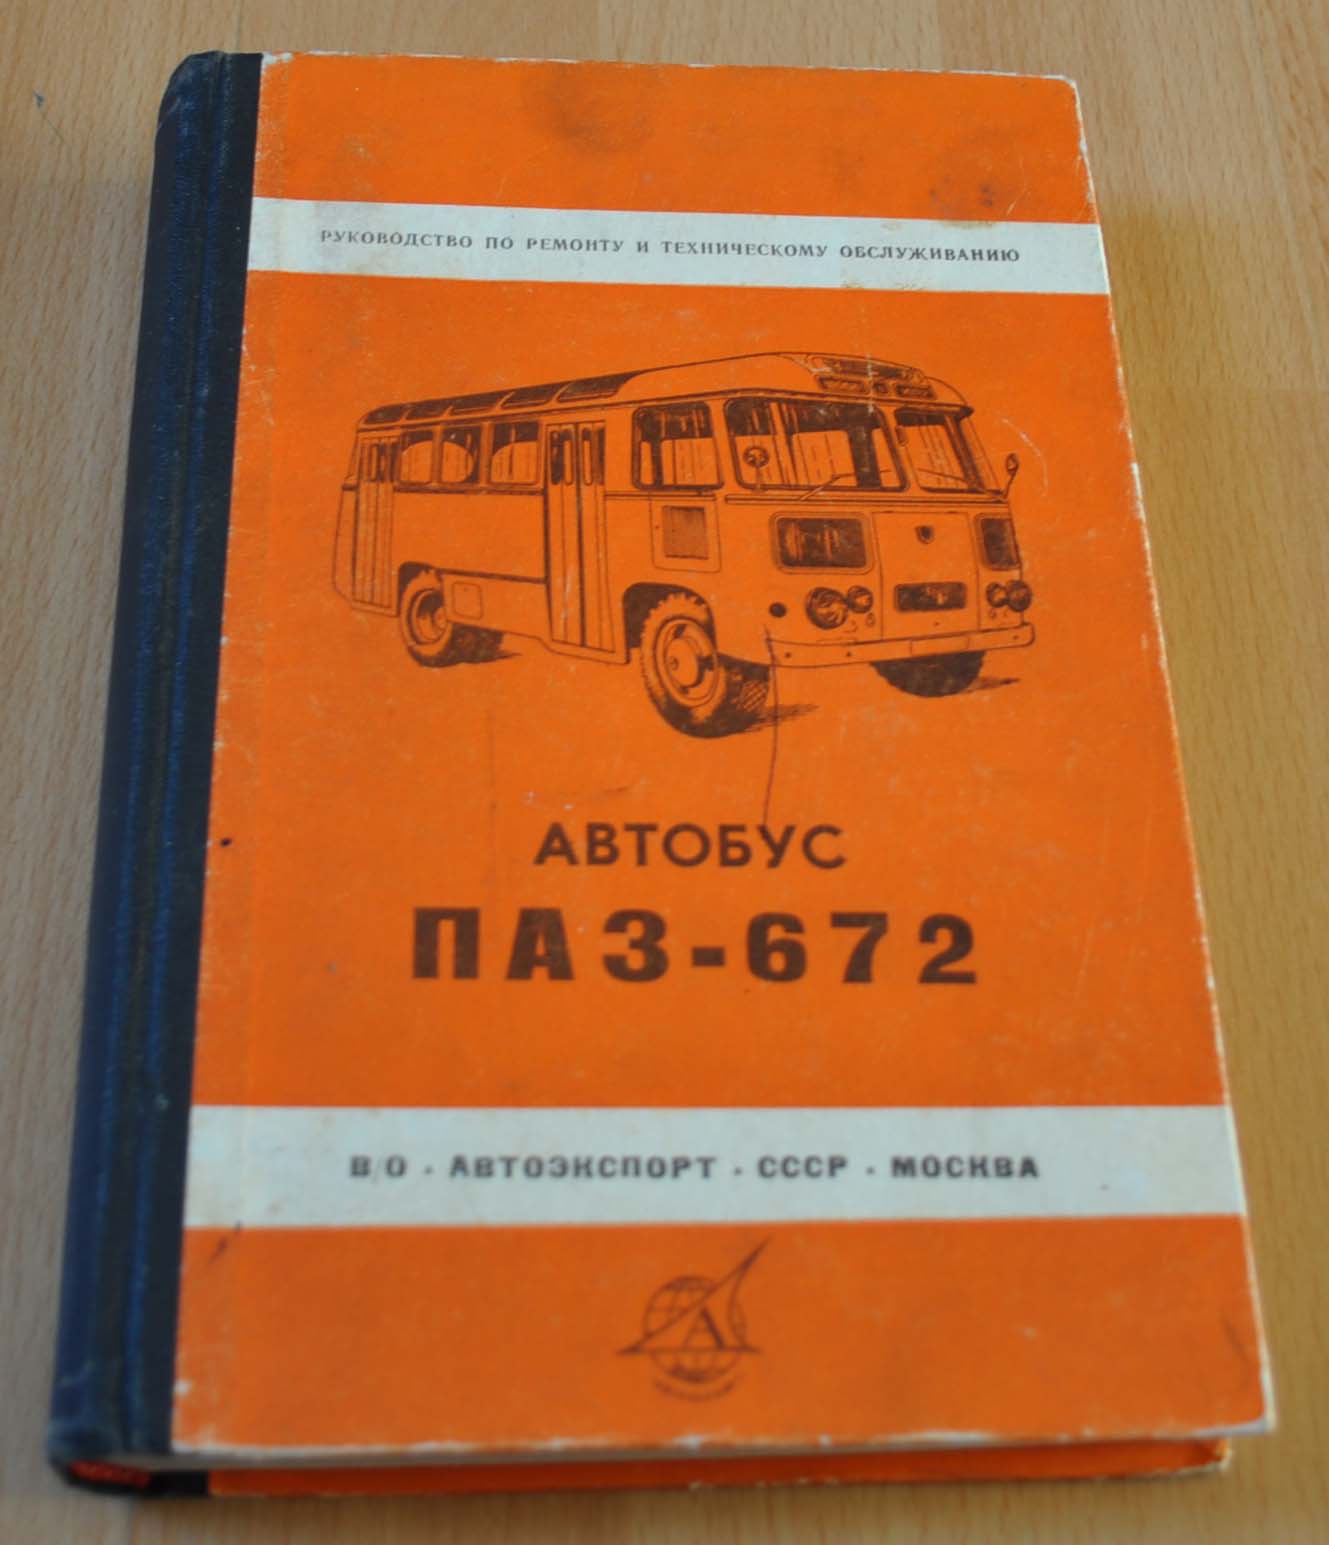 РУКОВОДСТВО ПО РЕМОНТУ И ТЕХНИЧЕСКОМУ ОБСЛУЖИВАНИЮ
АВТОБУС
ПАЗ-672
В/О · АВТОЭКСПОРТ · СССР · МОСКВА
А